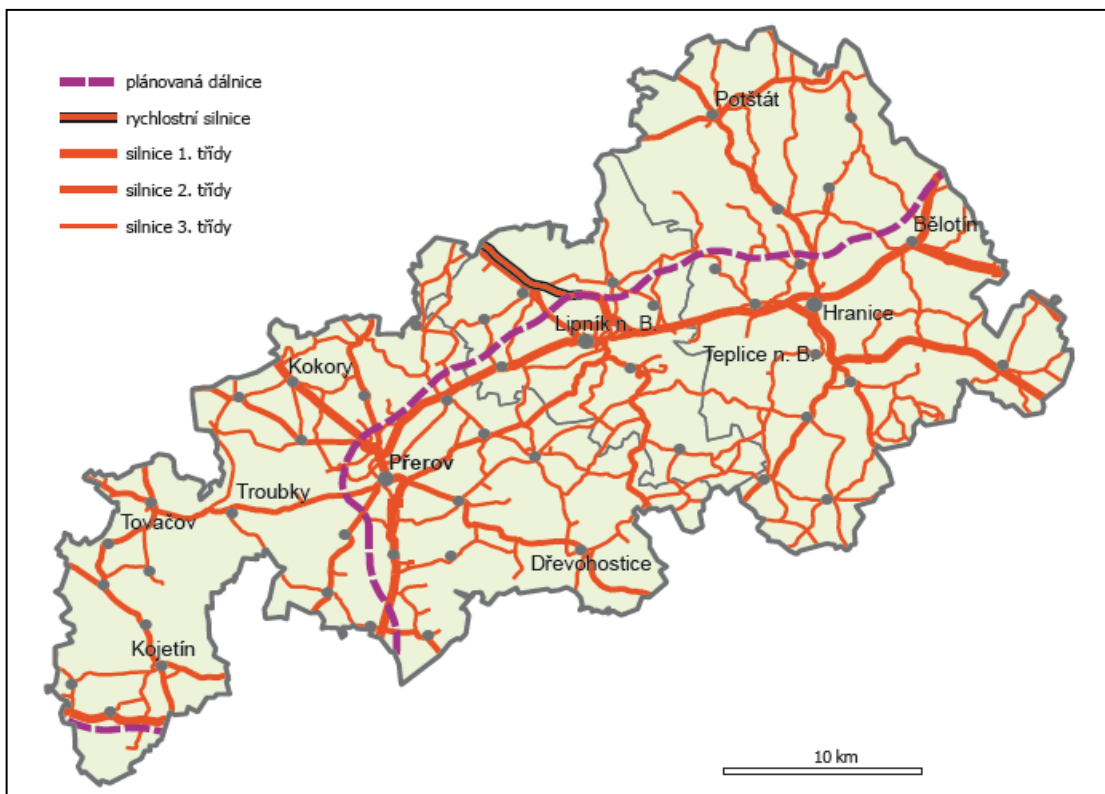 plánovaná dálnice
rychlostní silnice
silnice 1. třídy
silnice 2. třídy
silnice 3. třídy
Potštát
Bělotín
Lipník n. B.
Hranice
Teplice n. B.
Kokory
Přerov
Troubky
Tovačov
Dřevohostice
Kojetín
10 km